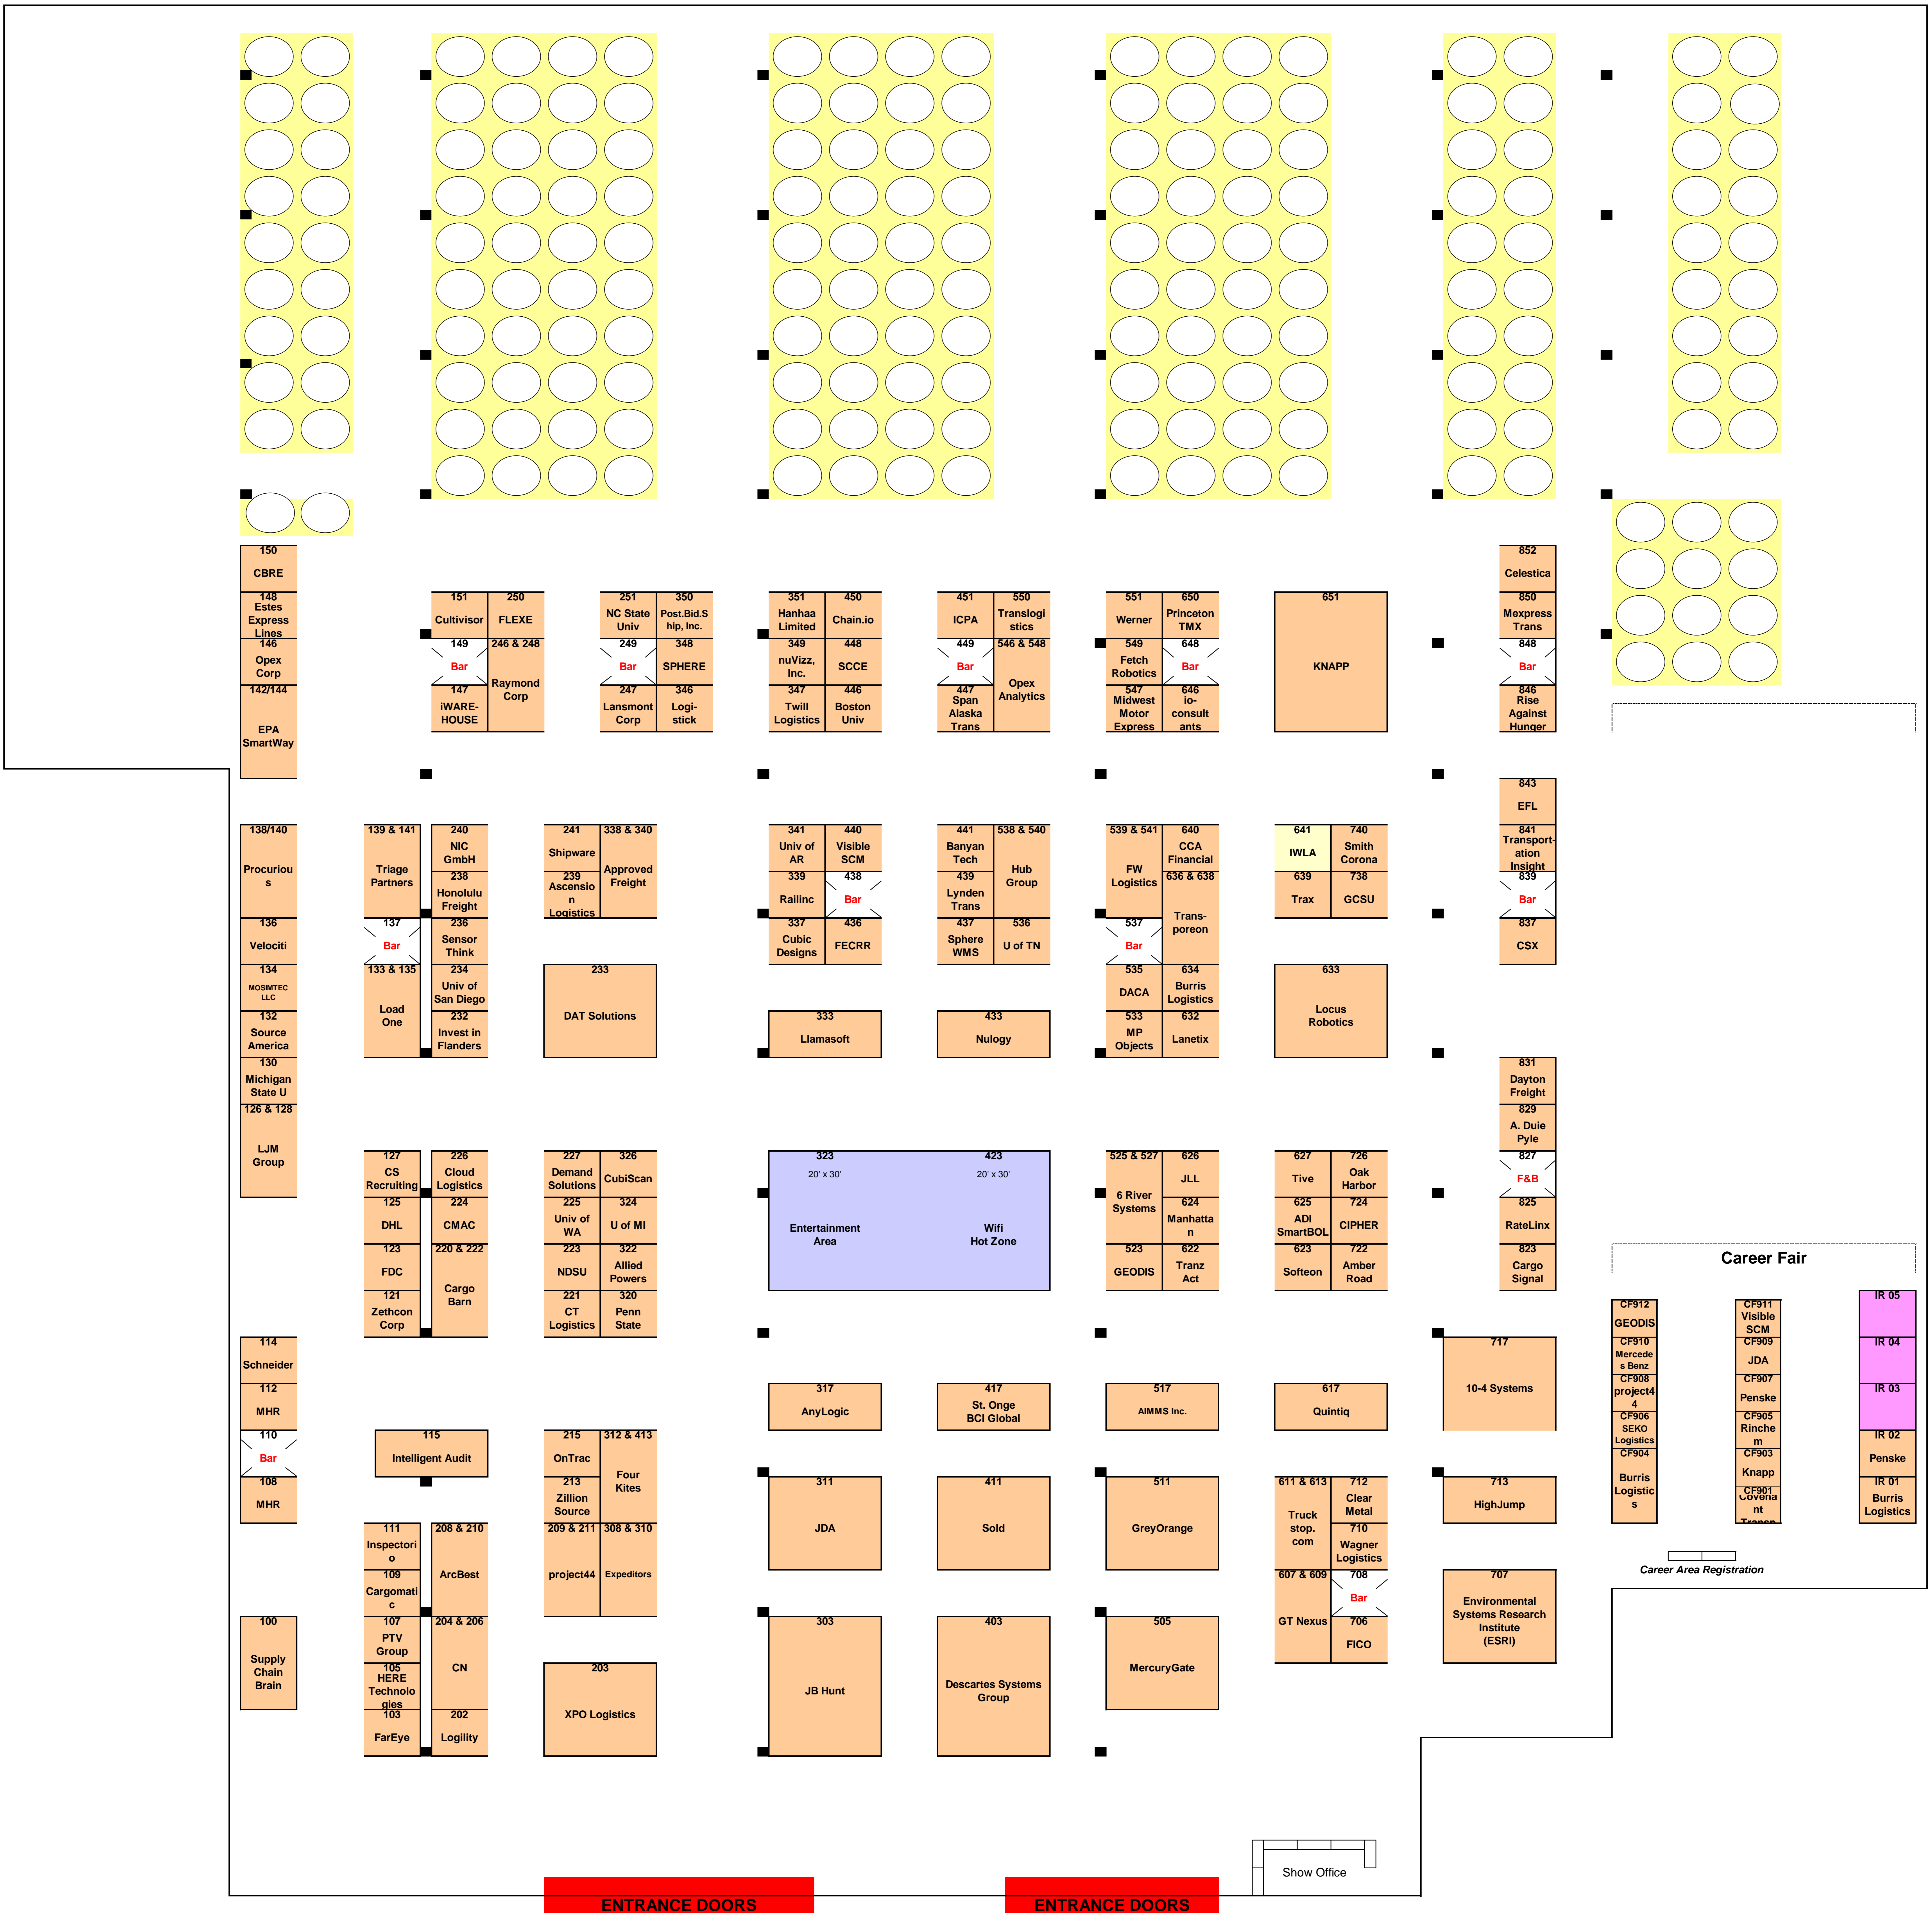 150
CBRE
148
Estes
Express
Lines
146
Opex
Corp
142/144
EPA
SmartWay
151
Cultivisor
250
FLEXE
149
Bar
246 & 248
Raymond
Corp
147
iWARE-
HOUSE
251
NC State
Univ
350
Post.Bid.S
hip, Inc.
249
Bar
348
SPHERE
247
Lansmont
Corp
346
Logi-
stick
351
Hanhaa
Limited
450
Chain.io
349
nuVizz,
Inc.
448
SCCE
347
Twill
Logistics
446
Boston
Univ
451
ICPA
550
Translogi
stics
449
Bar
546 & 548
Opex
Analytics
447
Span
Alaska
Trans
551
Werner
650
Princeton
TMX
549
Fetch
Robotics
648
Bar
547
Midwest
Motor
Express
646
io-
consult
ants
651
KNAPP
852
Celestica
850
Mexpress
Trans
848
Bar
846
Rise
Against
Hunger
843
EFL
841
Transport-
ation
Insight
839
Bar
837
CSX
138/140
Procuriou
s
136
Velociti
134
MOSIMTEC
LLC
132
Source
America
130
Michigan
State U
126 & 128
LJM
Group
139 & 141
Triage
Partners
240
NIC
GmbH
238
Honolulu
Freight
137
Bar
236
Sensor
Think
133 & 135
Load
One
234
Univ of
San Diego
232
Invest in
Flanders
241
Shipware
338 & 340
Approved
Freight
239
Ascensio
n
Logistics
233
DAT Solutions
341
Univ of
AR
440
Visible
SCM
339
Railinc
438
Bar
337
Cubic
Designs
436
FECRR
333
Llamasoft
441
Banyan
Tech
538 & 540
Hub
Group
439
Lynden
Trans
437
Sphere
WMS
536
U of TN
433
Nulogy
539 & 541
FW
Logistics
640
CCA
Financial
636 & 638
Trans-
poreon
537
Bar
535
DACA
634
Burris
Logistics
533
MP
Objects
632
Lanetix
641
IWLA
740
Smith
Corona
639
Trax
738
GCSU
633
Locus
Robotics
831
Dayton
Freight
829
A. Duie
Pyle
827
F&B
825
RateLinx
823
Cargo
Signal
127
CS
Recruiting
226
Cloud
Logistics
125
DHL
224
CMAC
123
FDC
220 & 222
Cargo
Barn
121
Zethcon
Corp
227
Demand
Solutions
326
CubiScan
225
Univ of
WA
324
U of MI
223
NDSU
322
Allied
Powers
221
CT
Logistics
320
Penn
State
323
20' x 30'
Entertainment
Area
423
20' x 30'
Wifi
Hot Zone
525 & 527
6 River
Systems
626
JLL
624
Manhatta
n
523
GEODIS
622
Tranz
Act
627
Tive
726
Oak
Harbor
625
ADI
SmartBOL
724
CIPHER
623
Softeon
722
Amber
Road
114
Schneider
112
MHR
110
Bar
108
MHR
100
Supply
Chain
Brain
115
Intelligent Audit
111
Inspectori
o
109
Cargomati
c
208 & 210
ArcBest
107
PTV
Group
204 & 206
CN
105
HERE
Technolo
gies
103
FarEye
202
Logility
215
OnTrac
312 & 413
Four
Kites
213
Zillion
Source
209 & 211
project44
308 & 310
Expeditors
203
XPO Logistics
317
AnyLogic
417
St. Onge
BCI Global
517
AIMMS Inc.
617
Quintiq
717
10-4 Systems
311
JDA
411
Sold
511
GreyOrange
611 & 613
Truck
stop.
com
712
Clear
Metal
710
Wagner
Logistics
607 & 609
GT Nexus
708
Bar
706
FICO
713
HighJump
707
Environmental
Systems Research
Institute
(ESRI)
303
JB Hunt
403
Descartes Systems
Group
505
MercuryGate
Career Fair
CF912
GEODIS
CF910
Mercede
s Benz
CF908
project4
4
CF906
SEKO
Logistics
CF904
Burris
Logistic
s
CF911
Visible
SCM
CF909
JDA
CF907
Penske
CF905
Rinche
m
CF903
Knapp
CF901
Covena
nt
Transp
IR 05
IR 04
IR 03
IR 02
Penske
IR 01
Burris
Logistics
Career Area Registration
Show Office
ENTRANCE DOORS
ENTRANCE DOORS